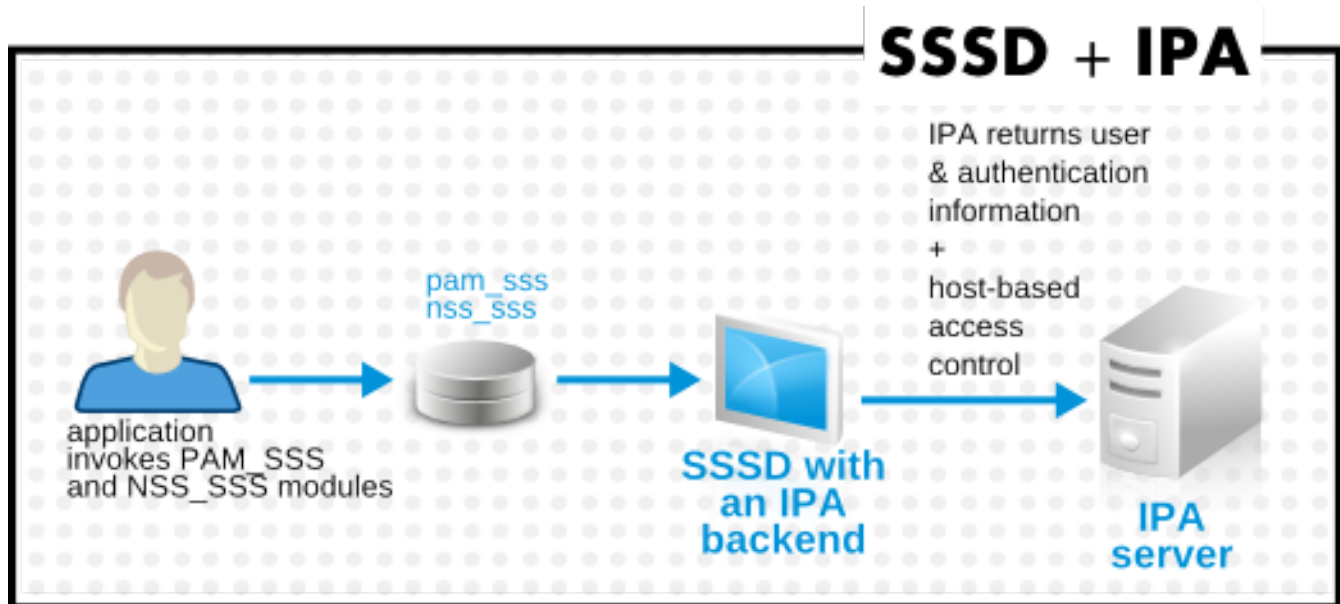 SSSD + IPA
IPA returns user
& authentication
information
+
host-based
access
control
pam_sss
nss_sss
application
invokes PAM_SSS
and NSS_SSS modules
SSSD with
an IPA
backend
IPA
server